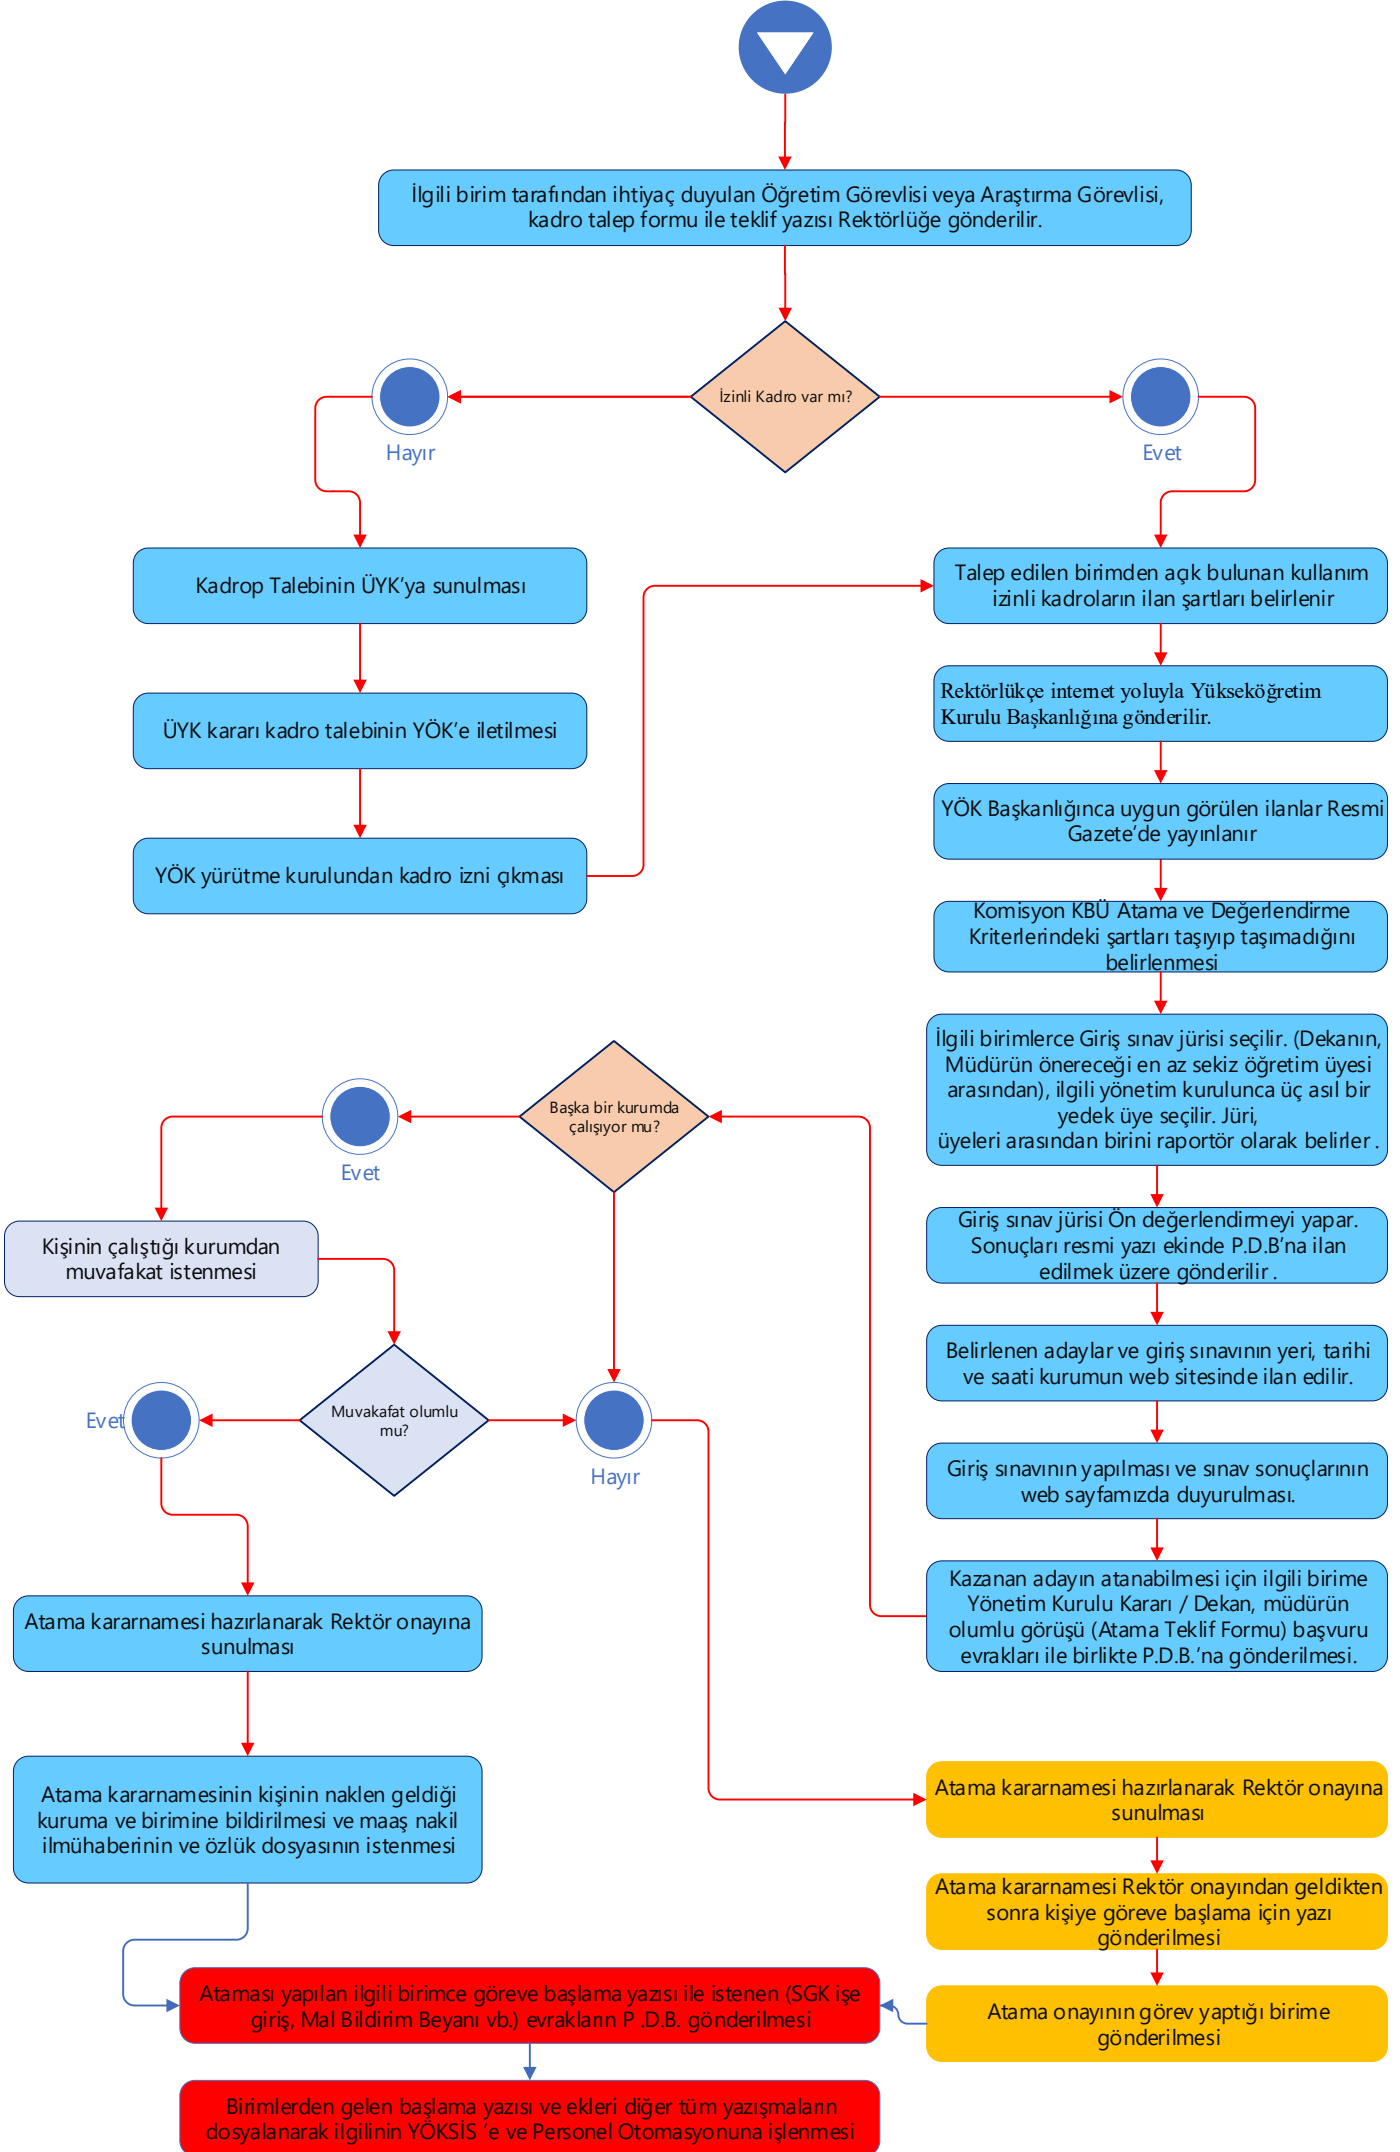 İlgili birim tarafından ihtiyaç duyulan Öğretim Görevlisi veya Araştırma Görevlisi,
kadro talep formu ile teklif yazısı Rektörlüğe gönderilir.
İzinli Kadro var mı?
Hayır
Evet
Kadrop Talebinin ÜYK’ya sunulması
ÜYK kararı kadro talebinin YÖK’e iletilmesi
YÖK yürütme kurulundan kadro izni çıkması
Talep edilen birimden açık bulunan kullanım
izinli kadroların ilan şartları belirlenir
Rektörlükçe internet yoluyla Yükseköğretim
Kurulu Başkanlığına gönderilir.
YÖK Başkanlığınca uygun görülen ilanlar Resmi
Gazete’de yayınlanır
Komisyon KBÜ Atama ve Değerlendirme
Kriterlerindeki şartları taşıyıp taşımadığını
belirlenmesi
İlgili birimlerce Giriş sınav jürisi seçilir. (Dekanın,
Müdürün önereceği en az sekiz öğretim üyesi
arasından), ilgili yönetim kurulunca üç asıl bir
yedek üye seçilir. Jüri,
üyeleri arasından birini raportör olarak belirler .
Giriş sınav jürisi Ön değerlendirmeyi yapar.
Sonuçları resmi yazı ekinde P.D.B’na ilan
edilmek üzere gönderilir .
Belirlenen adaylar ve giriş sınavının yeri, tarihi
ve saati kurumun web sitesinde ilan edilir.
Giriş sınavının yapılması ve sınav sonuçlarının
web sayfamızda duyurulması.
Kazanan adayın atanabilmesi için ilgili birime
Yönetim Kurulu Kararı / Dekan, müdürün
olumlu görüşü (Atama Teklif Formu) başvuru
evrakları ile birlikte P.D.B.’na gönderilmesi.
Başka bir kurumda
çalışıyor mu?
Evet
Kişinin çalıştığı kurumdan
muvafakat istenmesi
Muvakafat olumlu
mu?
Evet
Hayır
Atama kararnamesi hazırlanarak Rektör onayına
sunulması
Atama kararnamesinin kişinin naklen geldiği
kuruma ve birimine bildirilmesi ve maaş nakil
ilmühaberinin ve özlük dosyasının istenmesi
Atama kararnamesi hazırlanarak Rektör onayına
sunulması
Atama kararnamesi Rektör onayından geldikten
sonra kişiye göreve başlama için yazı
gönderilmesi
Atama onayının görev yaptığı birime
gönderilmesi
Ataması yapılan ilgili birimce göreve başlama yazısı ile istenen (SGK işe
giriş, Mal Bildirim Beyanı vb.) evrakların P .D.B. gönderilmesi
Birimlerden gelen başlama yazısı ve ekleri diğer tüm yazışmaların
dosyalanarak ilgilinin YÖKSİS ’e ve Personel Otomasyonuna işlenmesi